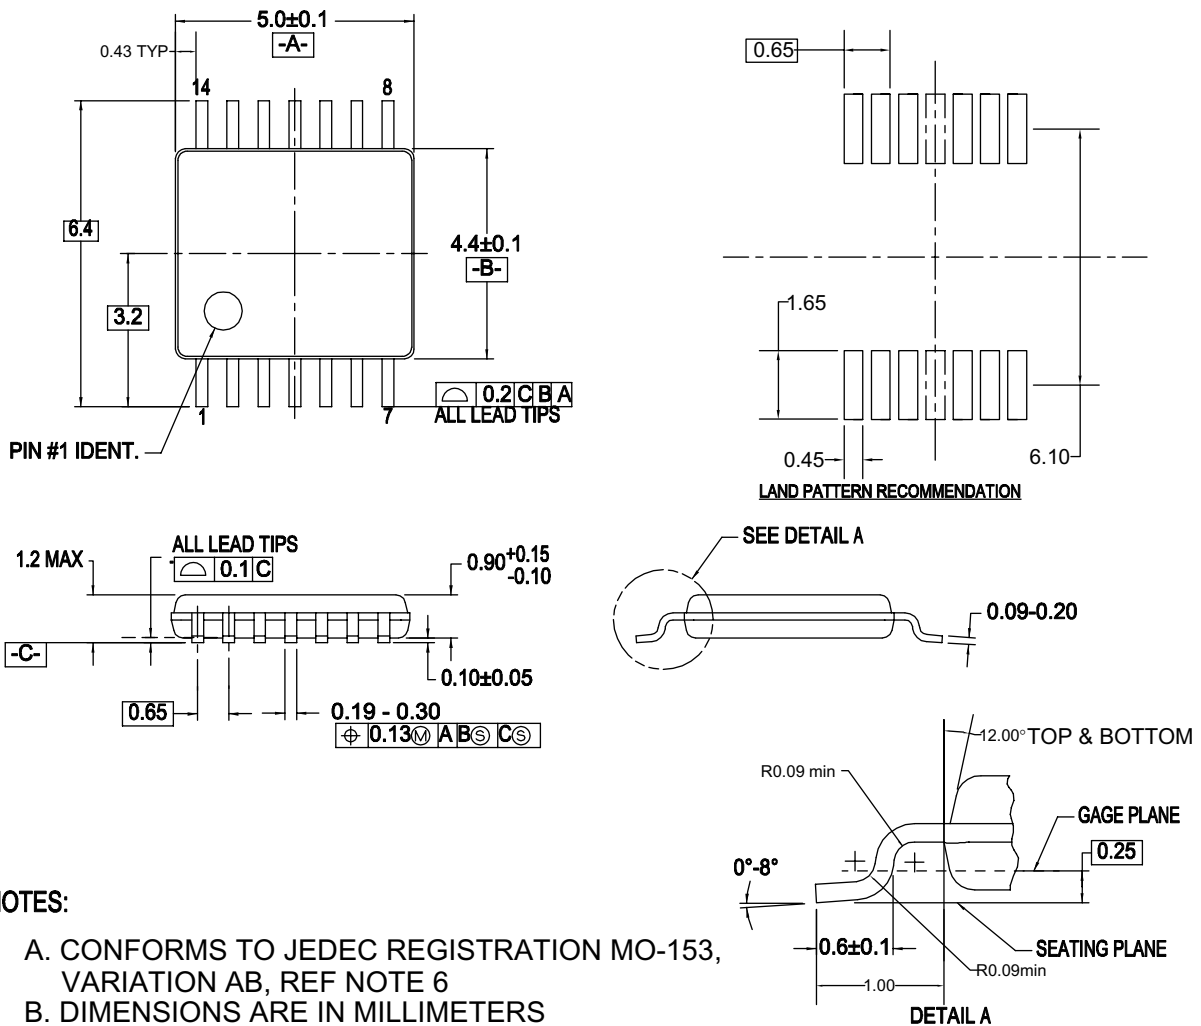 5.0±0.1
-A-
0.43 TYP
14
8
6.4
4.4±0.1
-B-
3.2
0.2 C B A
ALL LEAD TIPS
1
7
PIN #1 IDENT.
0.65
1.65
0.45
6.10
LAND PATTERN RECOMMENDATION
1.2 MAX
ALL LEAD TIPS
0.1 C
0.90 +0.15
-0.10
-C-
0.10±0.05
0.65
0.19 - 0.30
⌖ 0.13Ⓜ A BⓈ CⓈ
SEE DETAIL A
0.09-0.20
12.00° TOP & BOTTOM
R0.09 min
GAGE PLANE
0.25
0°-8°
0.6±0.1
SEATING PLANE
R0.09min
1.00
DETAIL A
OTES:
A. CONFORMS TO JEDEC REGISTRATION MO-153,
VARIATION AB, REF NOTE 6
B. DIMENSIONS ARE IN MILLIMETERS